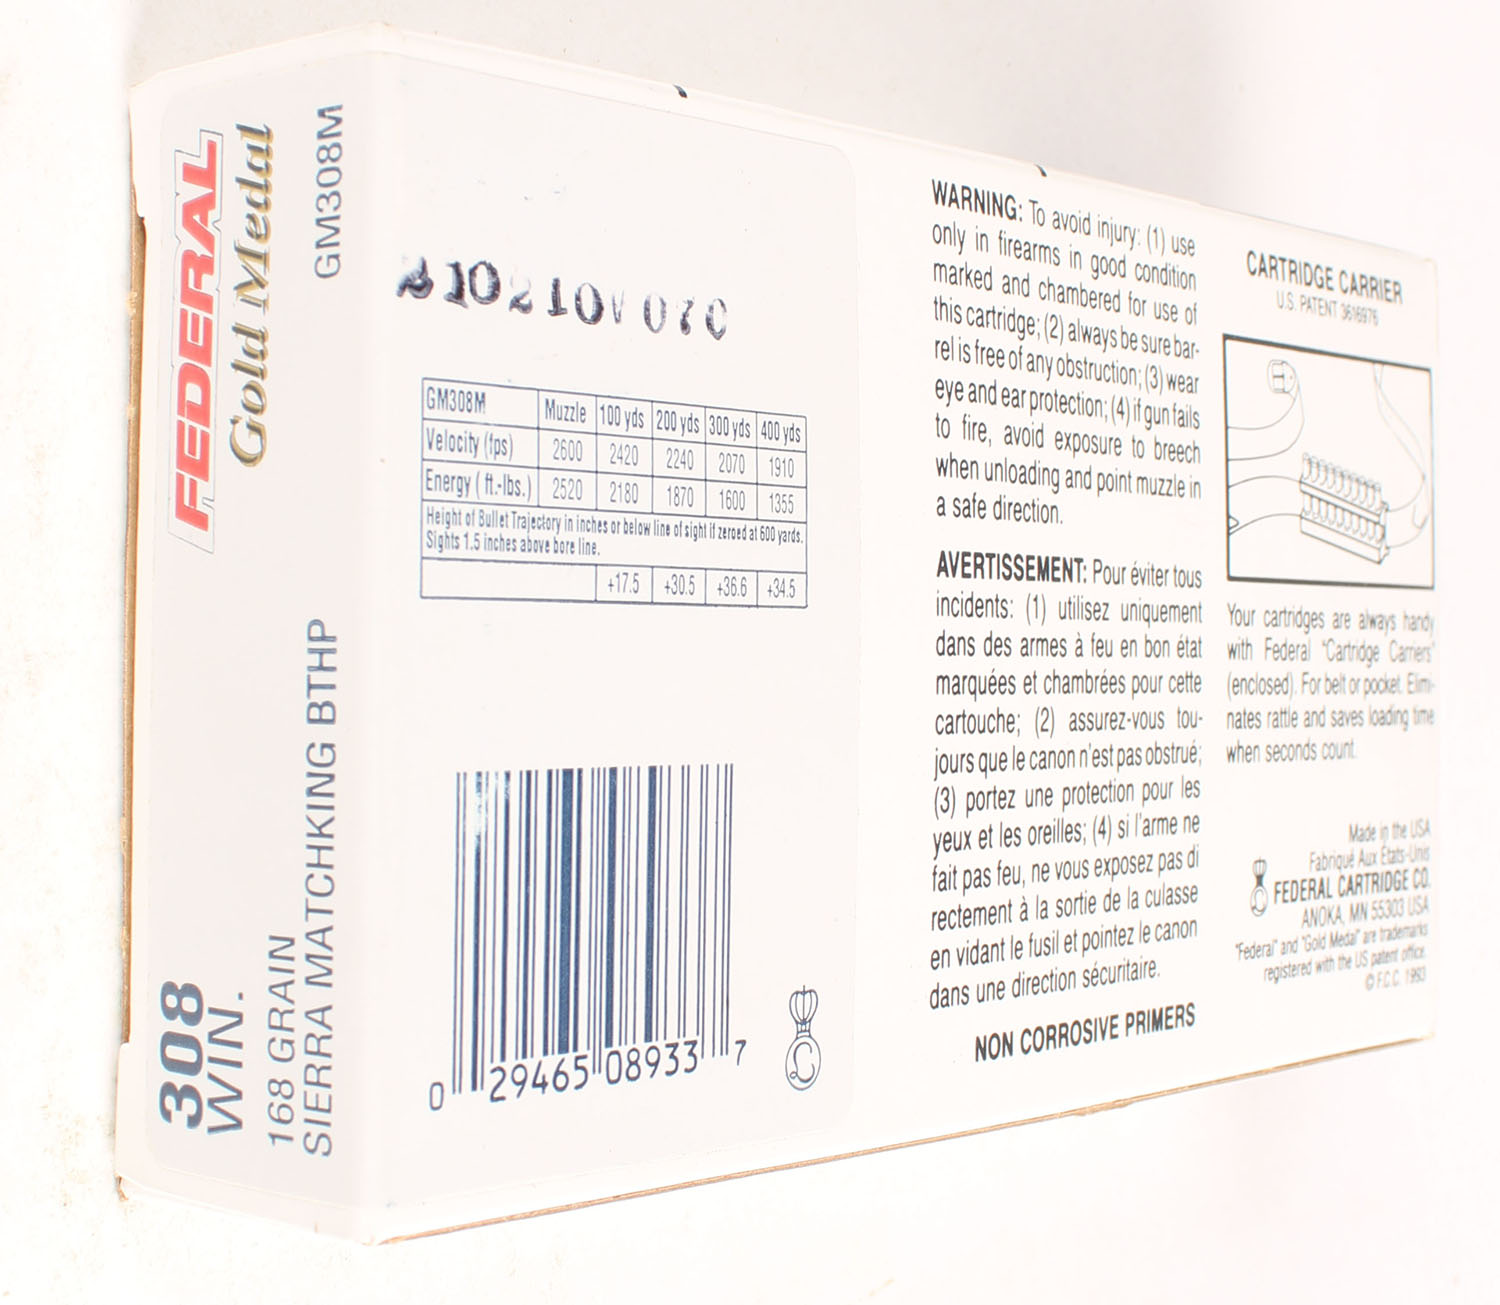 FEDERAL
Gold Medal
GM308M
308
WIN.
168 GRAIN
SIERRA MATCHKING BTHP
GM308M Muzzle 100 yds 200 yds 300 yds 400 yds
Velocity (fps) 2600 2420 2240 2070 1910
Energy ( ft.-lbs.) 2520 2180 1870 1600 1355
Height of Bullet Trajectory in inches or below line of sight if zeroed at 600 yards.
Sights 1.5 inches above bore line.
+17.5 +30.5 +36.6 +34.5
0 29465 08933 7
WARNING: To avoid injury: (1) use
only in firearms in good condition
marked and chambered for use of
this cartridge; (2) always be sure bar-
rel is free of any obstruction; (3) wear
eye and ear protection; (4) if gun fails
to fire, avoid exposure to breech
when unloading and point muzzle in
a safe direction.
AVERTISSEMENT: Pour éviter tous
incidents: (1) utilisez uniquement
dans des armes à feu en bon état
marquées et chambrées pour cette
cartouche; (2) assurez-vous tou-
jours que le canon n'est pas obstrué;
(3) portez une protection pour les
yeux et les oreilles; (4) si l'arme ne
fait pas feu, ne vous exposez pas di
rectement à la sortie de la culasse
en vidant le fusil et pointez le canon
dans une direction sécuritaire.
NON CORROSIVE PRIMERS
CARTRIDGE CARRIER
U.S. PATENT 3616976
Your cartridges are always handy
with Federal "Cartridge Carriers"
(enclosed). For belt or pocket. Elimi-
nates rattle and saves loading time
when seconds count.
Made in the USA
Fabriqué Aux États-Unis
FEDERAL CARTRIDGE CO.
ANOKA, MN 55303 USA
"Federal" and "Gold Medal" are trademarks
registered with the US patent office.
© F.C.C. 1993